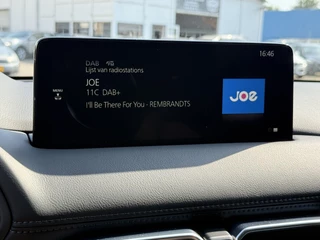 DAB
16:46
Lijst van radiostations
JOE
11C DAB+
I'll Be There For You - REMBRANDTS
JOe
MENU